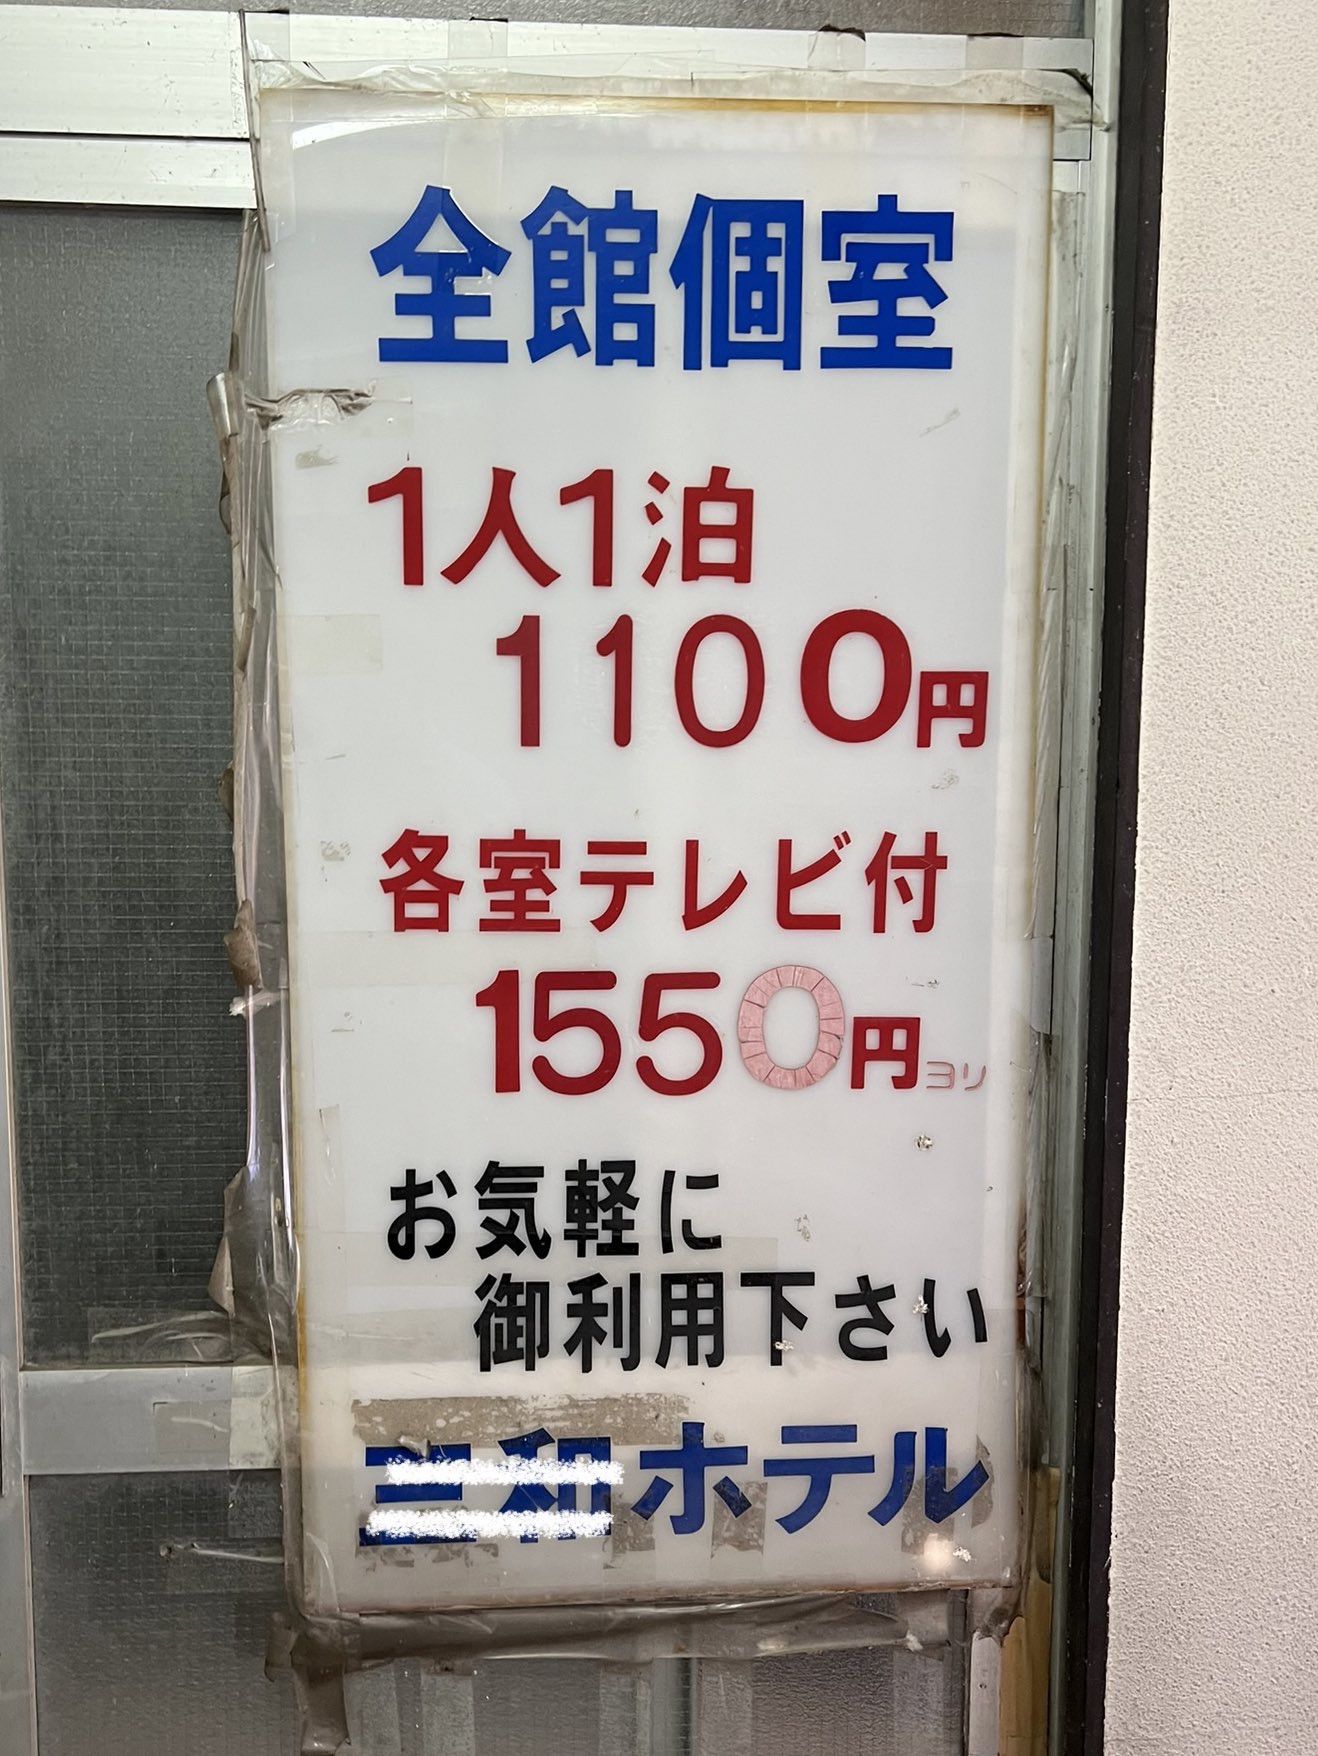 全館個室
1人1泊
1100円
各室テレビ付
1550円ヨリ
お気軽に
御利用下さい
ホテル